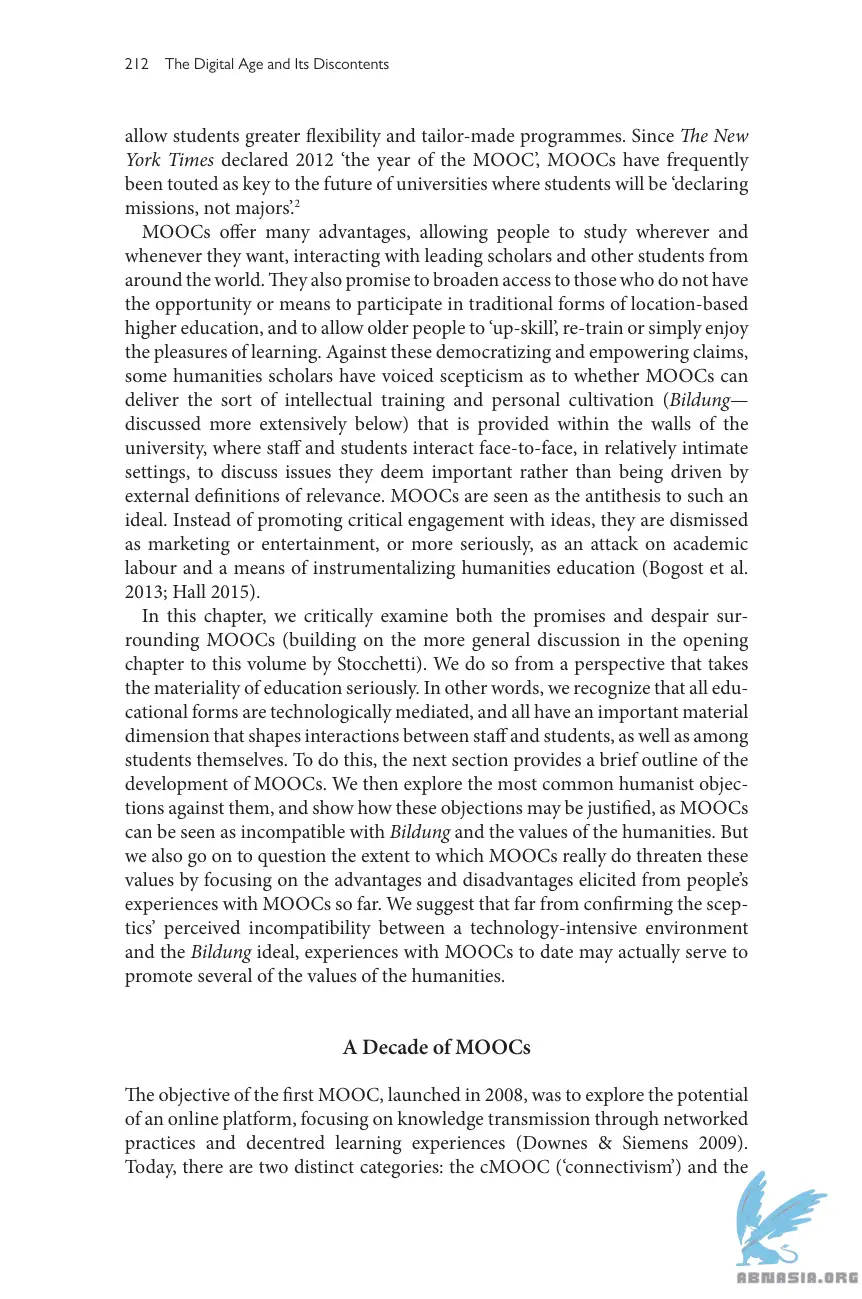 212 The Digital Age and Its Discontents
allow students greater flexibility and tailor-made programmes. Since The New
York Times declared 2012 ‘the year of the MOOC’, MOOCs have frequently
been touted as key to the future of universities where students will be ‘declaring
missions, not majors’.2
MOOCs offer many advantages, allowing people to study wherever and
whenever they want, interacting with leading scholars and other students from
around the world. They also promise to broaden access to those who do not have
the opportunity or means to participate in traditional forms of location-based
higher education, and to allow older people to ‘up-skill’, re-train or simply enjoy
the pleasures of learning. Against these democratizing and empowering claims,
some humanities scholars have voiced scepticism as to whether MOOCs can
deliver the sort of intellectual training and personal cultivation (Bildung—
discussed more extensively below) that is provided within the walls of the
university, where staff and students interact face-to-face, in relatively intimate
settings, to discuss issues they deem important rather than being driven by
external definitions of relevance. MOOCs are seen as the antithesis to such an
ideal. Instead of promoting critical engagement with ideas, they are dismissed
as marketing or entertainment, or more seriously, as an attack on academic
labour and a means of instrumentalizing humanities education (Bogost et al.
2013; Hall 2015).
In this chapter, we critically examine both the promises and despair sur-
rounding MOOCs (building on the more general discussion in the opening
chapter to this volume by Stocchetti). We do so from a perspective that takes
the materiality of education seriously. In other words, we recognize that all edu-
cational forms are technologically mediated, and all have an important material
dimension that shapes interactions between staff and students, as well as among
students themselves. To do this, the next section provides a brief outline of the
development of MOOCs. We then explore the most common humanist objec-
tions against them, and show how these objections may be justified, as MOOCs
can be seen as incompatible with Bildung and the values of the humanities. But
we also go on to question the extent to which MOOCs really do threaten these
values by focusing on the advantages and disadvantages elicited from people’s
experiences with MOOCs so far. We suggest that far from confirming the scep-
tics’ perceived incompatibility between a technology-intensive environment
and the Bildung ideal, experiences with MOOCs to date may actually serve to
promote several of the values of the humanities.
A Decade of MOOCs
The objective of the first MOOC, launched in 2008, was to explore the potential
of an online platform, focusing on knowledge transmission through networked
practices and decentred learning experiences (Downes & Siemens 2009).
Today, there are two distinct categories: the cMOOC (‘connectivism’) and the
ABNASIA.ORG